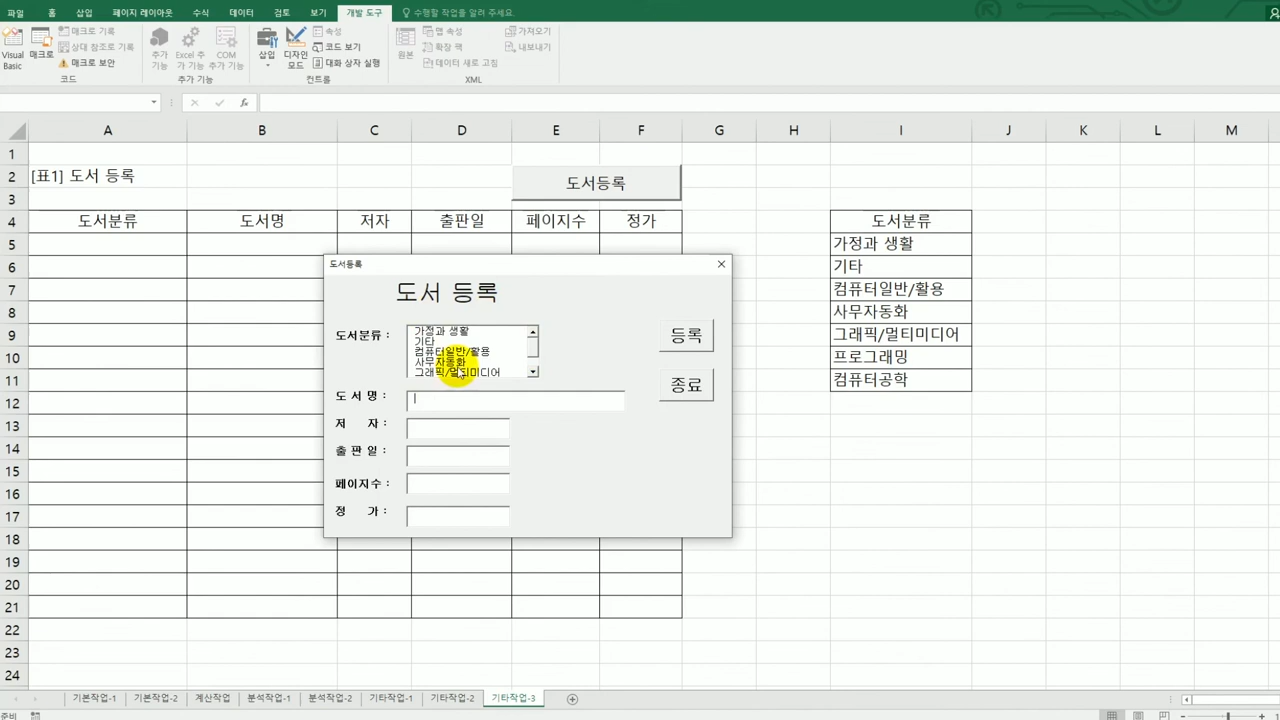 파일 홈 삽입 페이지 레이아웃 수식 데이터 검토 보기 개발 도구 수행할 작업을 알려 주세요.
Visual Basic
매크로
매크로 기록
상대 참조로 기록
매크로 보안
코드
추가 기능
Excel 추가 기능
COM 추가 기능
추가 기능
삽입
디자인 모드
속성
코드 보기
대화 상자 실행
컨트롤
원본
맵 속성
확장 팩
데이터 새로 고침
가져오기
내보내기
XML
fx
A B C D E F G H I J K L M
1
2 [표1] 도서 등록 도서등록
3
4 도서분류 도서명 저자 출판일 페이지수 정가 도서분류
5 가정과 생활
6 기타
7 컴퓨터일반/활용
8 사무자동화
9 그래픽/멀티미디어
10 프로그래밍
11 컴퓨터공학
12
13
14
15
16
17
18
19
20
21
22
23
24
도서등록
도서 등록
도서분류 :
가정과 생활
기타
컴퓨터일반/활용
사무자동화
그래픽/멀티미디어
등록
도 서 명 :
종료
저 자 :
출 판 일 :
페이지수 :
정 가 :
기본작업-1 기본작업-2 계산작업 분석작업-1 분석작업-2 기타작업-1 기타작업-2 기타작업-3
준비